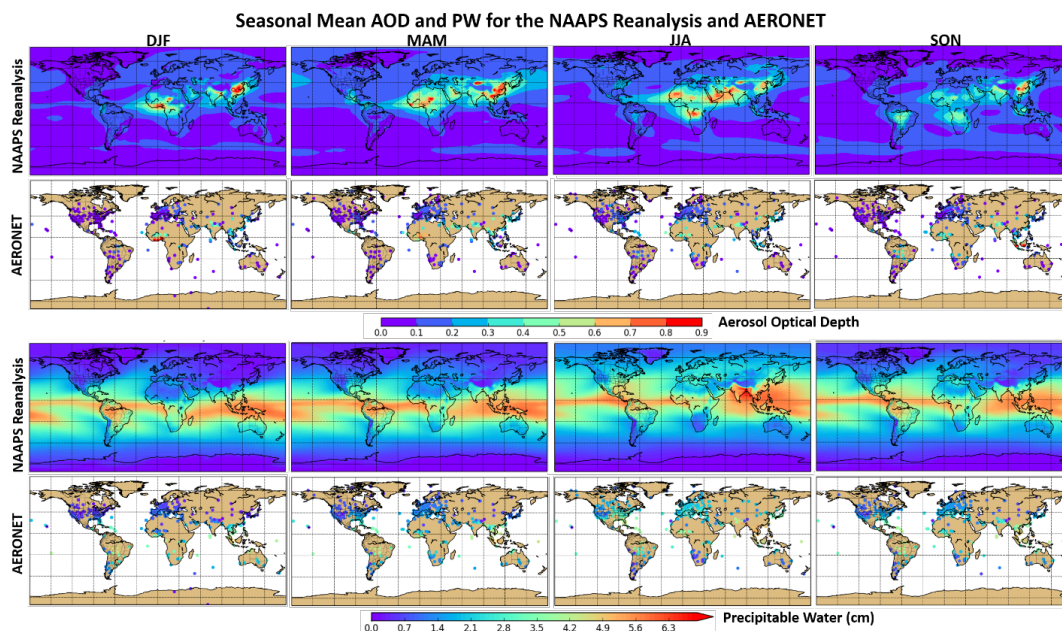 Seasonal Mean AOD and PW for the NAAPS Reanalysis and AERONET
DJF MAM JJA SON
NAAPS Reanalysis
AERONET
0.0 0.1 0.2 0.3 0.4 0.5 0.6 0.7 0.8 0.9 Aerosol Optical Depth
NAAPS Reanalysis
AERONET
0.0 0.7 1.4 2.1 2.8 3.5 4.2 4.9 5.6 6.3 Precipitable Water (cm)